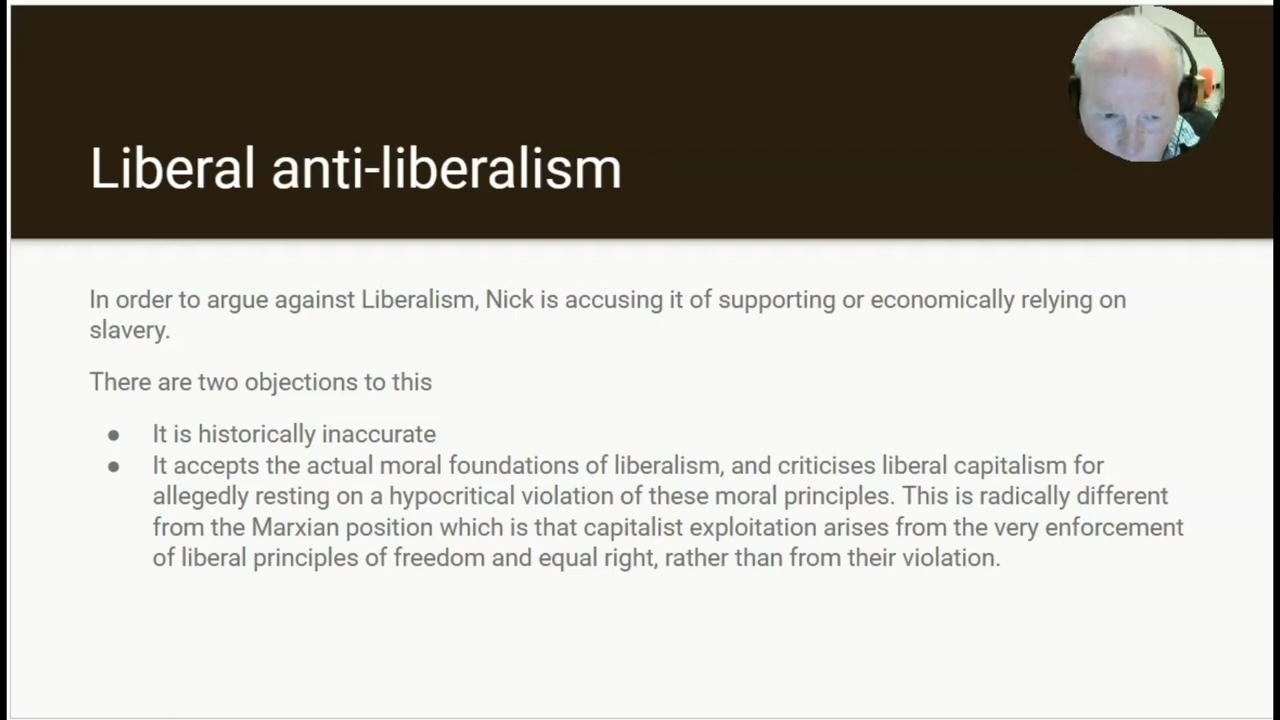 Liberal anti-liberalism
In order to argue against Liberalism, Nick is accusing it of supporting or economically relying on
slavery.
There are two objections to this
● It is historically inaccurate
● It accepts the actual moral foundations of liberalism, and criticises liberal capitalism for
allegedly resting on a hypocritical violation of these moral principles. This is radically different
from the Marxian position which is that capitalist exploitation arises from the very enforcement
of liberal principles of freedom and equal right, rather than from their violation.